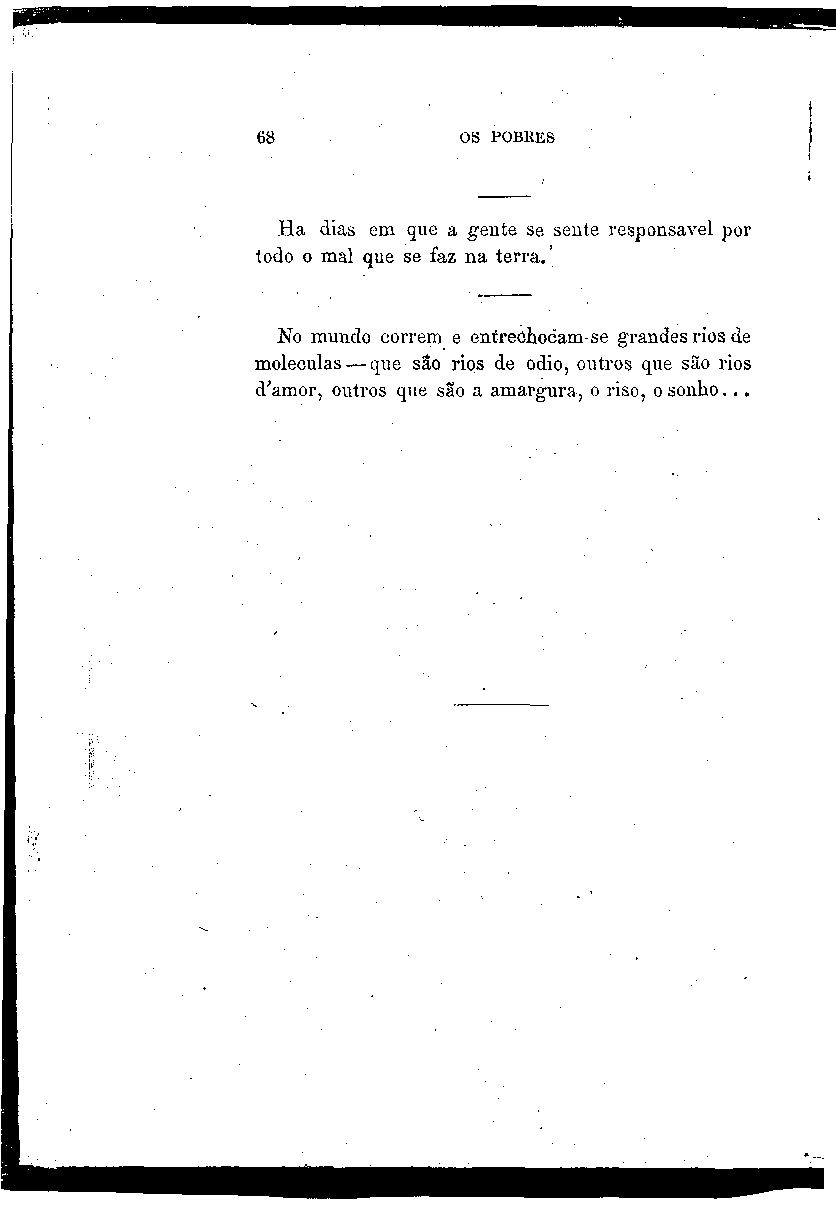 68 OS POBRES
Ha dias em que a gente se sente responsavel por
todo o mal que se faz na terra.
No mundo correm e entrechocam-se grandes rios de
moleculas — que são rios de odio, outros que são rios
d'amor, outros que são a amargura, o riso, o sonho...